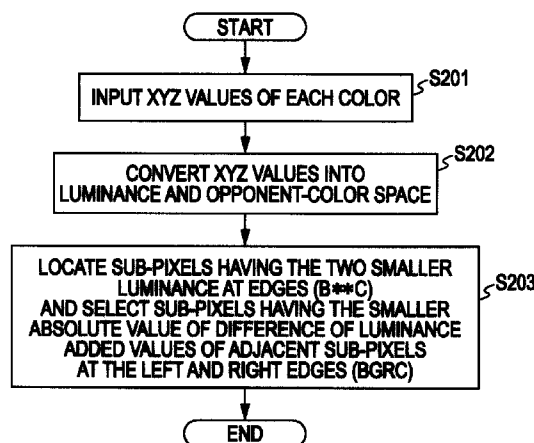 START
INPUT XYZ VALUES OF EACH COLOR
S201
CONVERT XYZ VALUES INTO
LUMINANCE AND OPPONENT-COLOR SPACE
S202
LOCATE SUB-PIXELS HAVING THE TWO SMALLER
LUMINANCE AT EDGES (B**C)
AND SELECT SUB-PIXELS HAVING THE SMALLER
ABSOLUTE VALUE OF DIFFERENCE OF LUMINANCE
ADDED VALUES OF ADJACENT SUB-PIXELS
AT THE LEFT AND RIGHT EDGES (BGRC)
S203
END